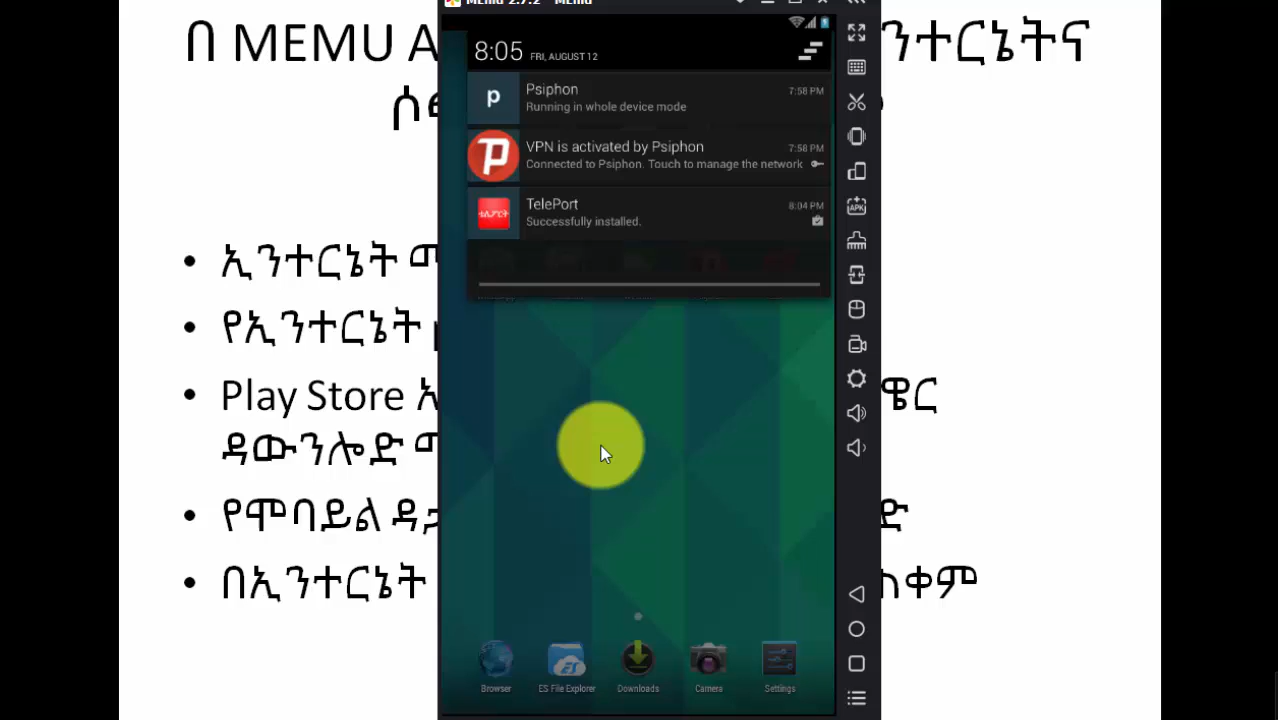 በ MEMU
ንተርኔትና
MEmu 2.7.2 - MEmu
8:05 FRI, AUGUST 12
Psiphon 7:58 PM
Running in whole device mode
VPN is activated by Psiphon 7:58 PM
Connected to Psiphon. Touch to manage the network
TelePort 8:04 PM
Successfully installed.
APK
• ኢንተርኔት
• የኢንተርኔት
• Play Store
ዌር
ዳውንሎድ
• የሞባይል
• በኢንተርኔት
Browser ES File Explorer Downloads Camera Settings